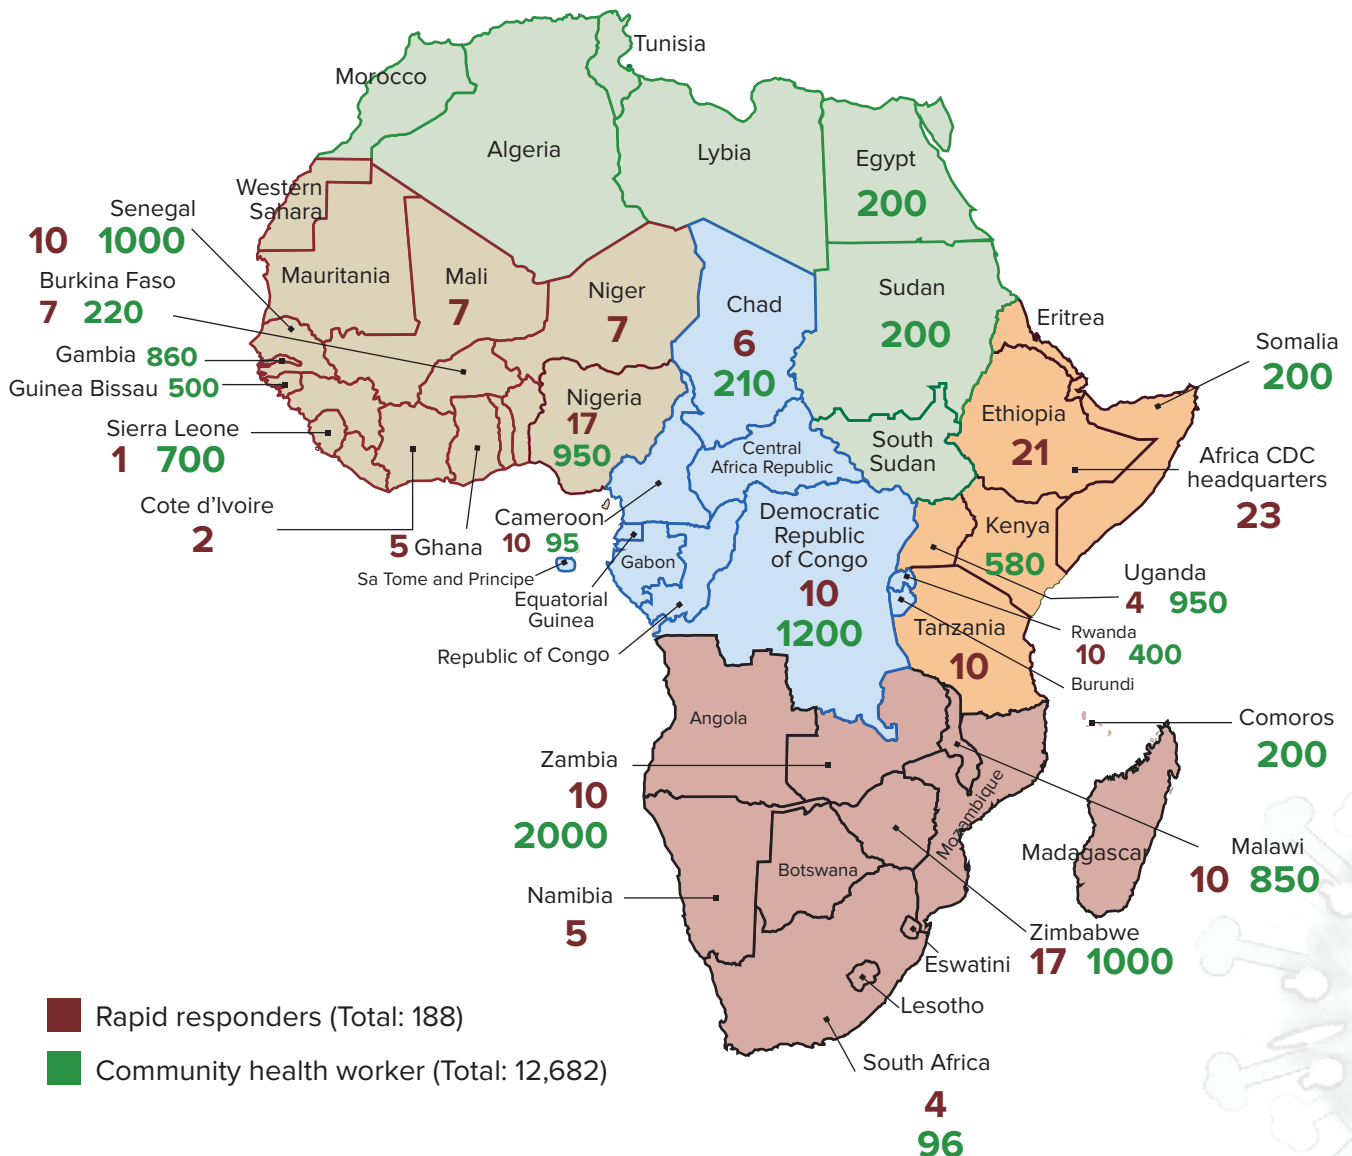 Tunisia
Morocco
Algeria
Lybia
Egypt
200
Western
Sahara
Senegal
10 1000
Burkina Faso
7 220
Mauritania
Mali
7
Niger
7
Chad
6
210
Sudan
200
Eritrea
Somalia
200
Gambia 860
Guinea Bissau 500
Nigeria
17
950
Ethiopia
21
Sierra Leone
1 700
Central
Africa Republic
South
Sudan
Africa CDC
headquarters
23
Cote d'Ivoire
2
5 Ghana
Cameroon
10 95
Democratic
Republic
of Congo
10
1200
Kenya
580
Sa Tome and Principe
Gabon
Equatorial
Guinea
Uganda
4 950
Republic of Congo
Tanzania
10
Rwanda
10 400
Burundi
Angola
Comoros
200
Zambia
10
2000
Mozambique
Madagascar
Malawi
10 850
Botswana
Namibia
5
Zimbabwe
17 1000
Eswatini
Lesotho
South Africa
4
96
Rapid responders (Total: 188)
Community health worker (Total: 12,682)